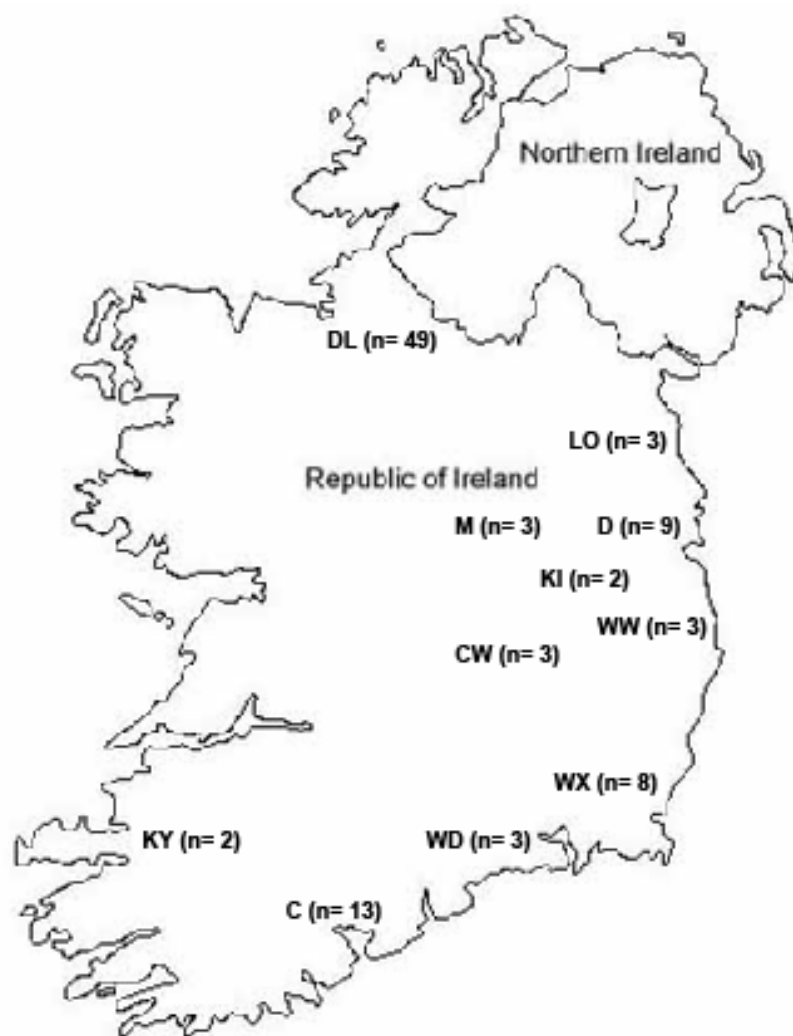 Northern Ireland
DL (n= 49)
LO (n= 3)
Republic of Ireland
M (n= 3)
D (n= 9)
KI (n= 2)
WW (n= 3)
CW (n= 3)
WX (n= 8)
KY (n= 2)
WD (n= 3)
C (n= 13)